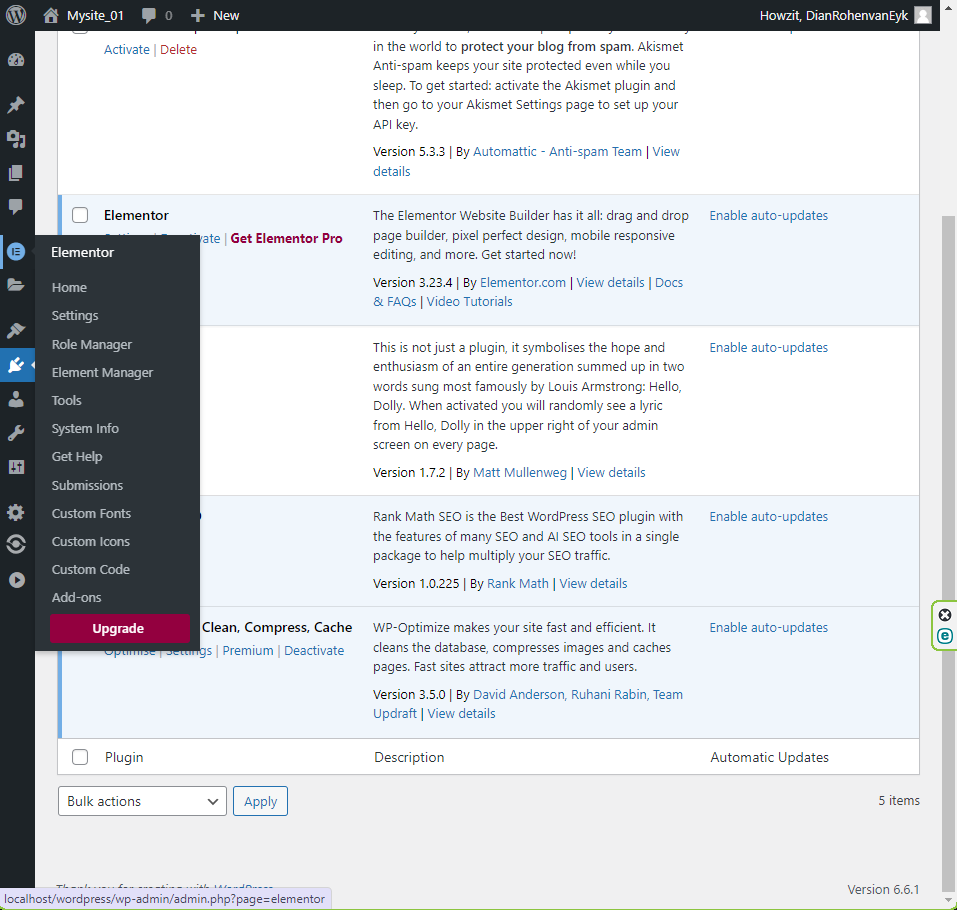 Mysite_01 0 New Howzit, DianRohenvanEyk
Activate | Delete
in the world to protect your blog from spam. Akismet
Anti-spam keeps your site protected even while you
sleep. To get started: activate the Akismet plugin and
then go to your Akismet Settings page to set up your
API key.
Version 5.3.3 | By Automattic - Anti-spam Team | View
details
Elementor
Get Elementor Pro
The Elementor Website Builder has it all: drag and drop
page builder, pixel perfect design, mobile responsive
editing, and more. Get started now!
Version 3.23.4 | By Elementor.com | View details | Docs
& FAQs | Video Tutorials
Enable auto-updates
Elementor
Home
Settings
Role Manager
Element Manager
Tools
System Info
Get Help
Submissions
Custom Fonts
Custom Icons
Custom Code
Add-ons
Upgrade
This is not just a plugin, it symbolises the hope and
enthusiasm of an entire generation summed up in two
words sung most famously by Louis Armstrong: Hello,
Dolly. When activated you will randomly see a lyric
from Hello, Dolly in the upper right of your admin
screen on every page.
Version 1.7.2 | By Matt Mullenweg | View details
Enable auto-updates
Rank Math SEO is the Best WordPress SEO plugin with
the features of many SEO and AI SEO tools in a single
package to help multiply your SEO traffic.
Version 1.0.225 | By Rank Math | View details
Enable auto-updates
Clean, Compress, Cache
Optimise | Settings | Premium | Deactivate
WP-Optimize makes your site fast and efficient. It
cleans the database, compresses images and caches
pages. Fast sites attract more traffic and users.
Version 3.5.0 | By David Anderson, Ruhani Rabin, Team
Updraft | View details
Enable auto-updates
Plugin Description Automatic Updates
Bulk actions Apply 5 items
Thank you for creating with WordPress. Version 6.6.1
localhost/wordpress/wp-admin/admin.php?page=elementor